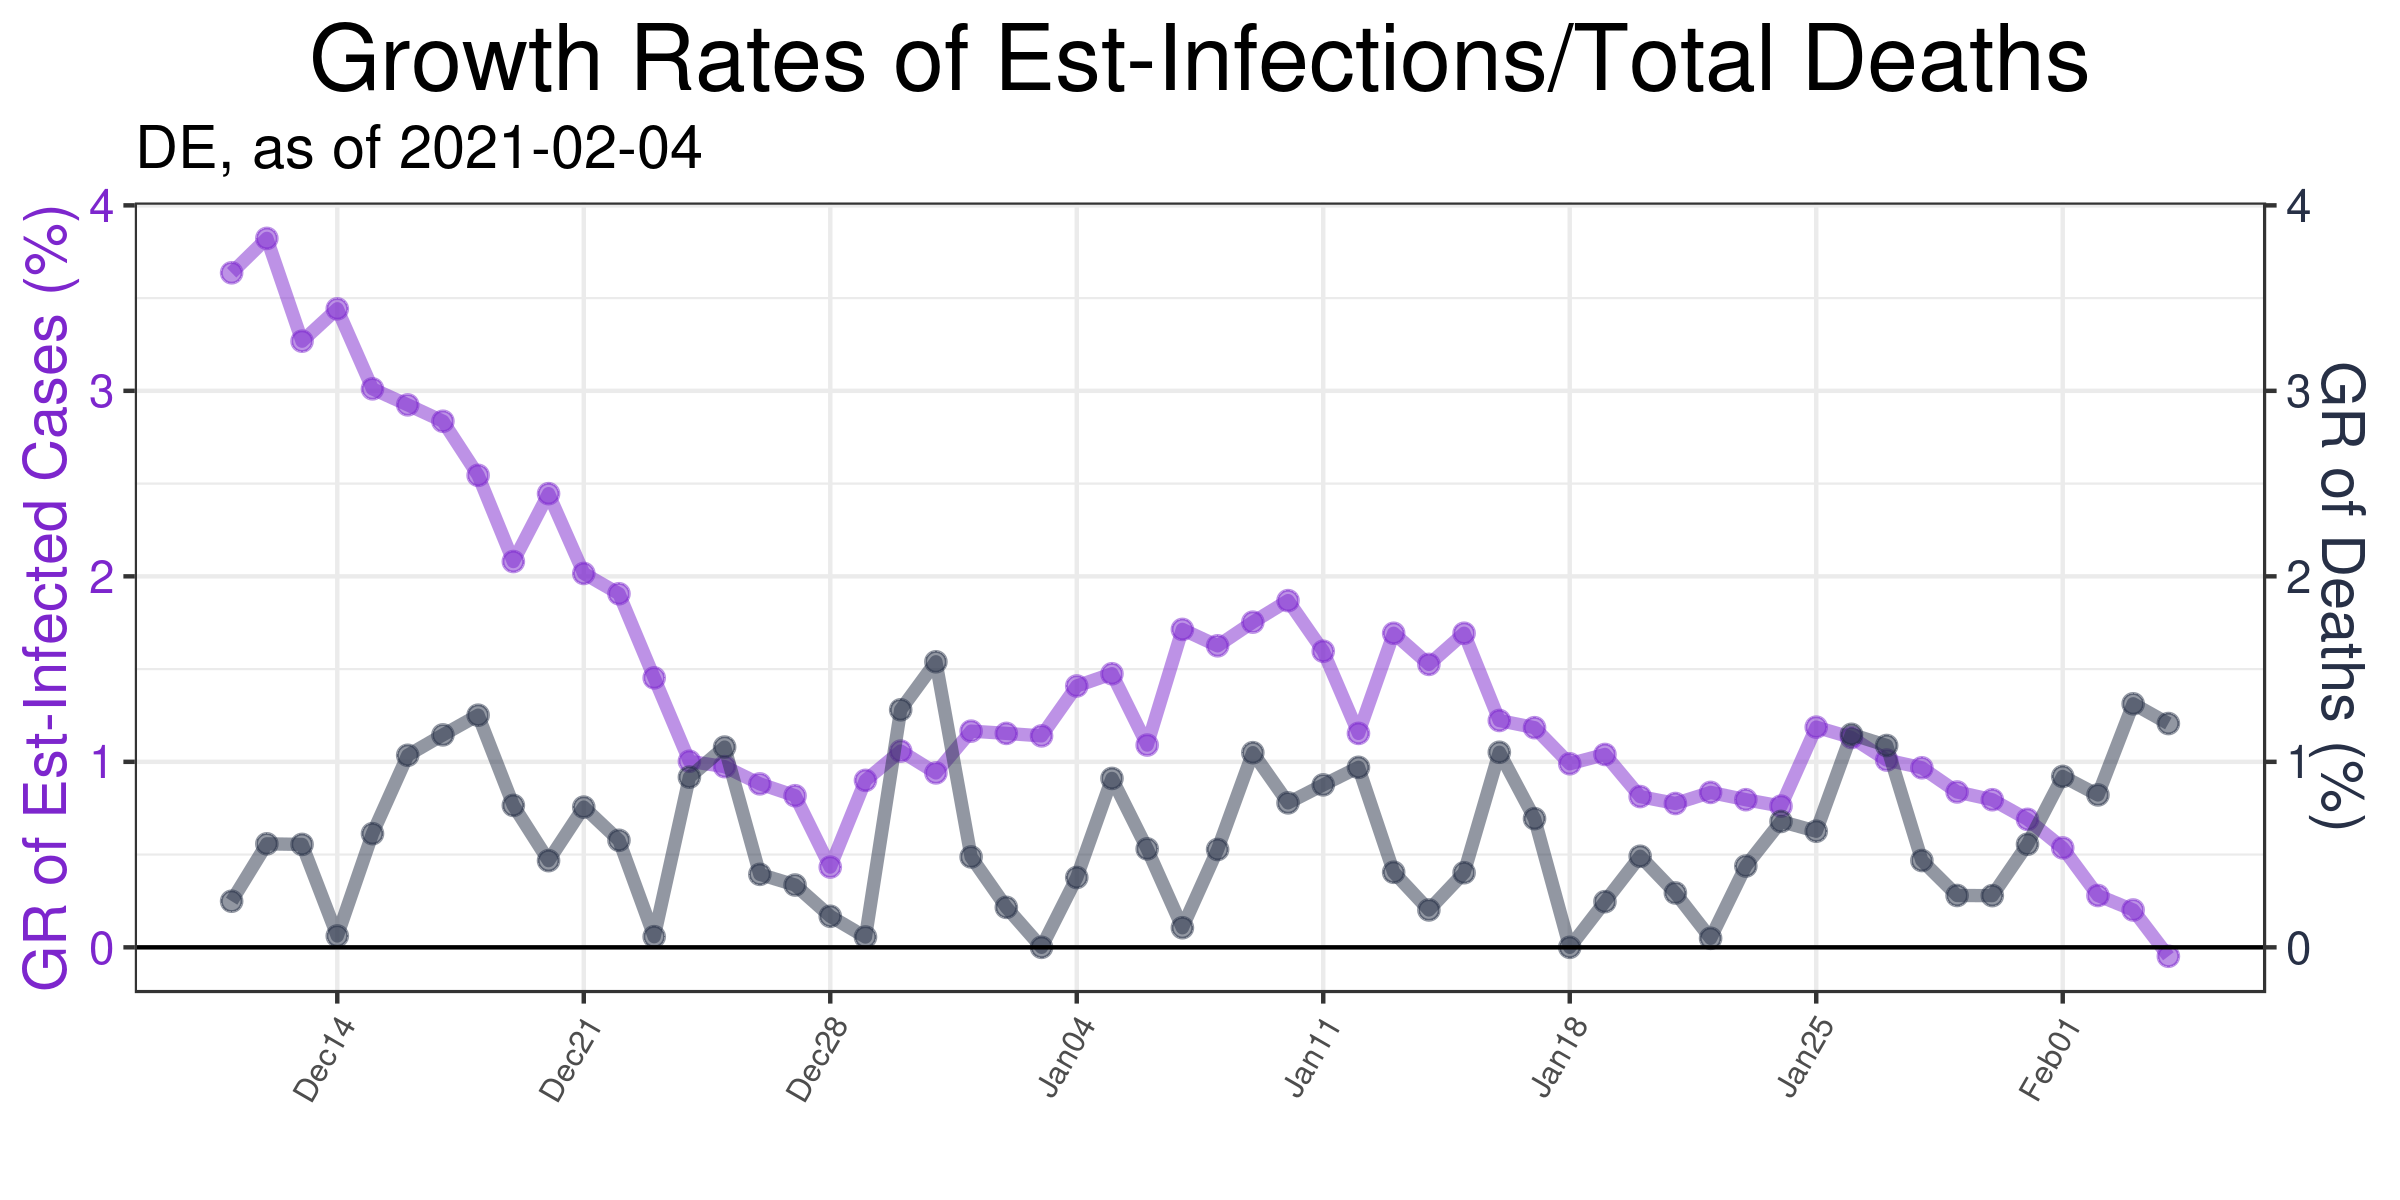 Growth Rates of Est-Infections/Total Deaths
DE, as of 2021-02-04
GR of Est-Infected Cases (%)
4
3
2
1
0
4
3
2
1
0
GR of Deaths (%)
Dec14
Dec21
Dec28
Jan04
Jan11
Jan18
Jan25
Feb01